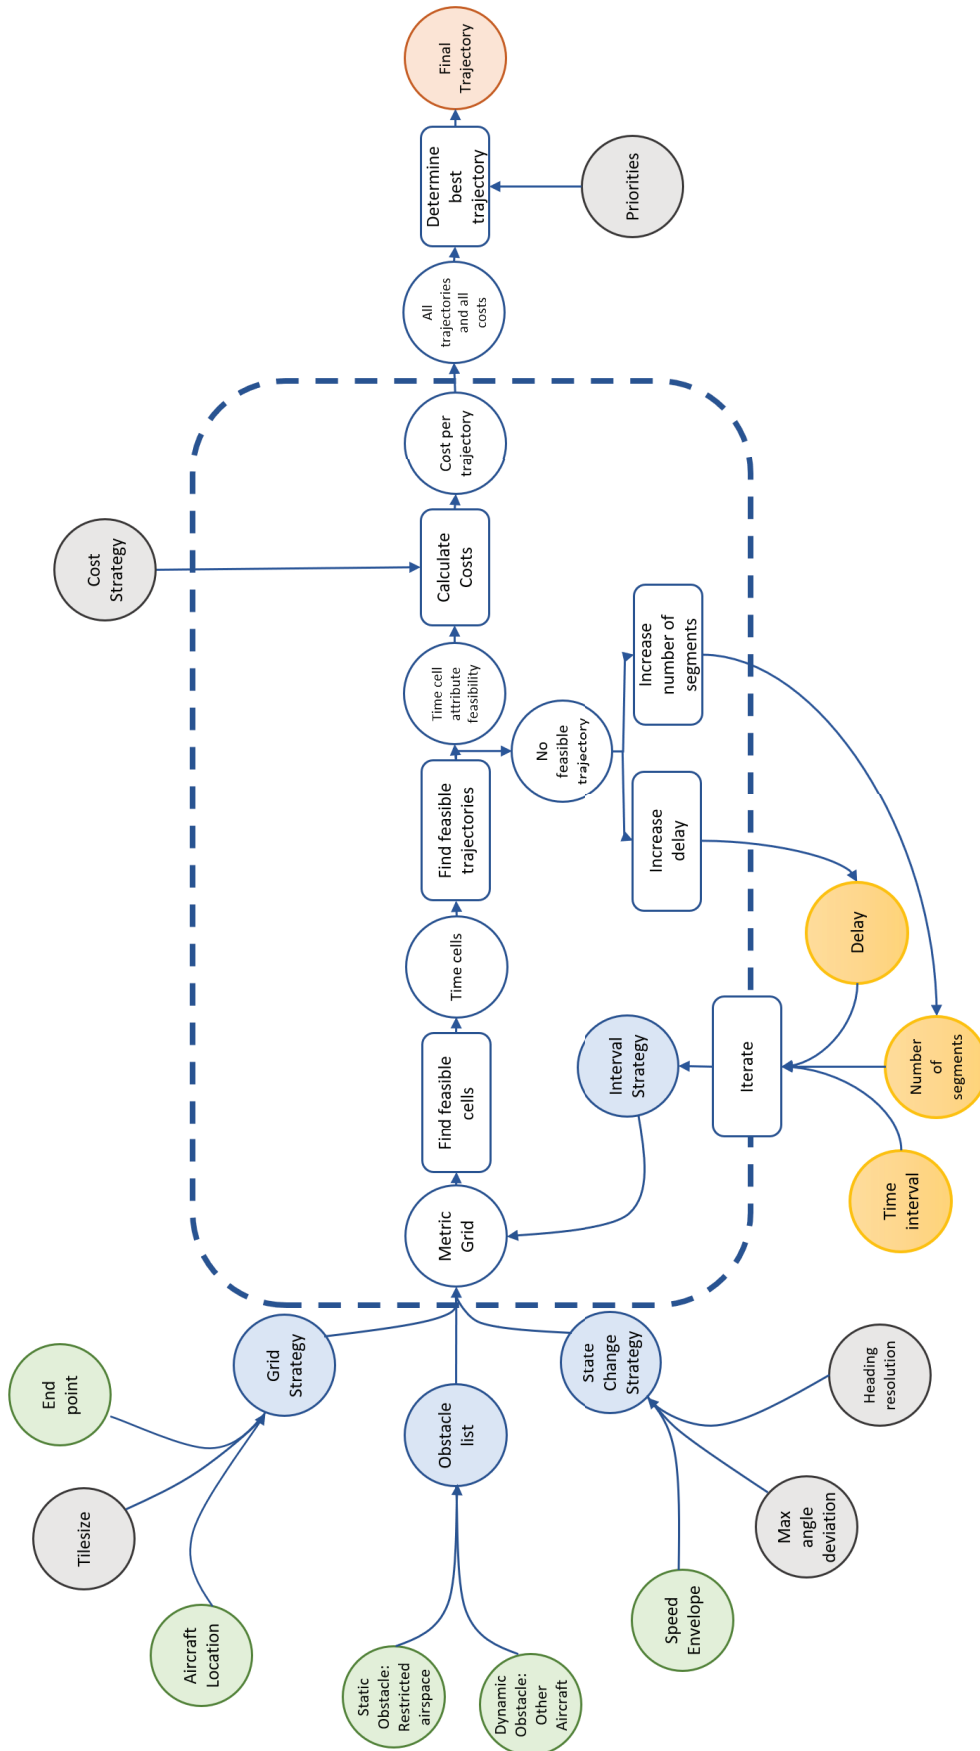 End
point
Tilesize
Aircraft
Location
Grid
Strategy
Static
Obstacle:
Restricted
airspace
Dynamic
Obstacle:
Other
Aircraft
Obstacle
list
Speed
Envelope
Max
angle
deviation
Heading
resolution
State
Change
Strategy
Metric
Grid
Find feasible
cells
Time cells
Find feasible
trajectories
Time cell
attribute
feasibility
Calculate
Costs
Cost
Strategy
Cost per
trajectory
All
trajectories
and all
costs
Determine
best
trajectory
Priorities
Final
Trajectory
No
feasible
trajectory
Increase
delay
Increase
number of
segments
Interval
Strategy
Iterate
Delay
Number
of
segments
Time
interval